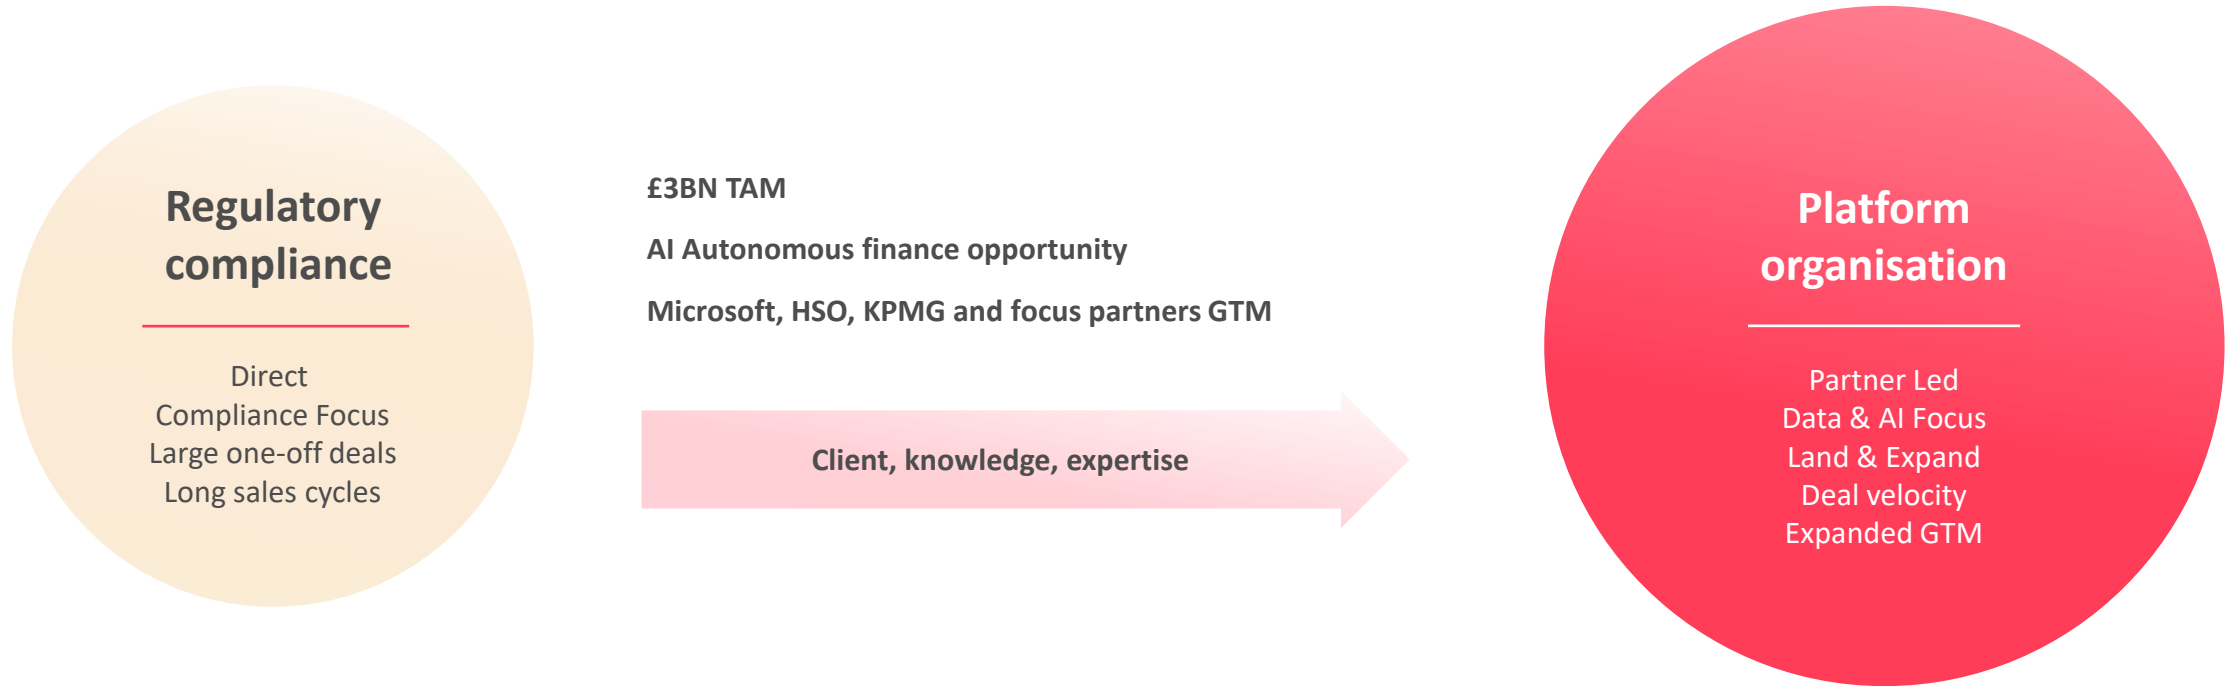 Regulatory
compliance
Direct
Compliance Focus
Large one-off deals
Long sales cycles
£3BN TAM
AI Autonomous finance opportunity
Microsoft, HSO, KPMG and focus partners GTM
Client, knowledge, expertise
Platform
organisation
Partner Led
Data & AI Focus
Land & Expand
Deal velocity
Expanded GTM